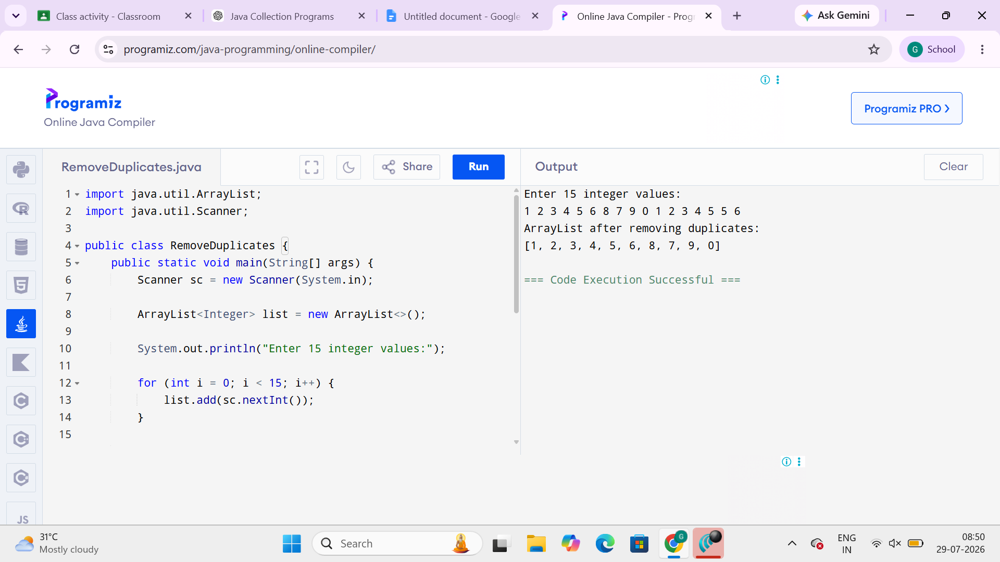 Class activity - Classroom
Java Collection Programs
Untitled document - Google
Online Java Compiler - Prog
Ask Gemini
programiz.com/java-programming/online-compiler/
G School
Programiz
Online Java Compiler
Programiz PRO
RemoveDuplicates.java
Share
Run
Output
Clear
1 import java.util.ArrayList;
2 import java.util.Scanner;
3
4 public class RemoveDuplicates {
5 public static void main(String[] args) {
6 Scanner sc = new Scanner(System.in);
7
8 ArrayList<Integer> list = new ArrayList<>();
9
10 System.out.println("Enter 15 integer values:");
11
12 for (int i = 0; i < 15; i++) {
13 list.add(sc.nextInt());
14 }
15
Enter 15 integer values:
1 2 3 4 5 6 8 7 9 0 1 2 3 4 5 5 6
ArrayList after removing duplicates:
[1, 2, 3, 4, 5, 6, 8, 7, 9, 0]
=== Code Execution Successful ===
JS
31°C
Mostly cloudy
Search
G
ENG
IN
08:50
29-07-2026